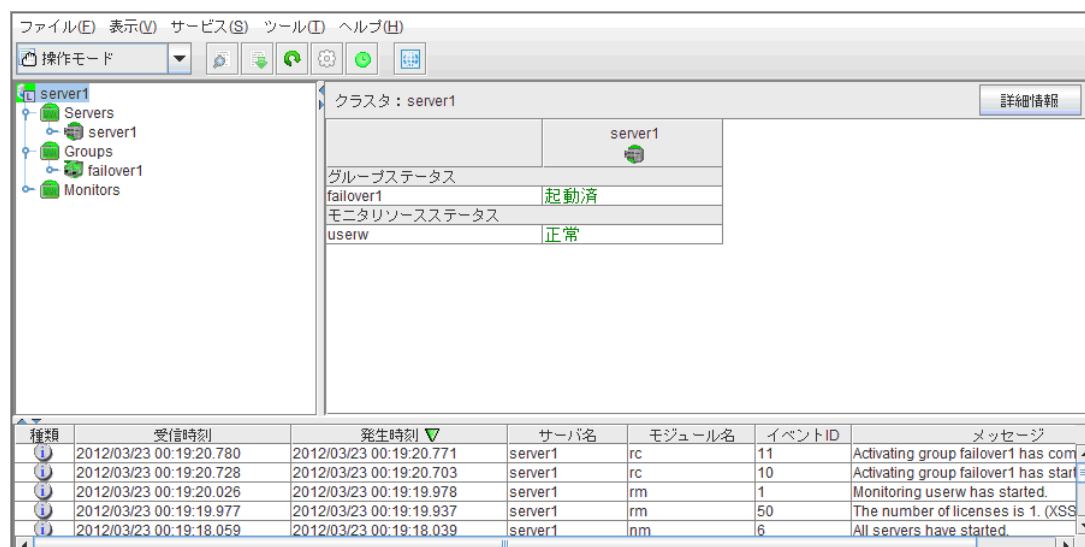 ファイル(F) 表示(V) サービス(S) ツール(T) ヘルプ(H)
操作モード
server1
Servers
server1
Groups
failover1
Monitors
クラスタ : server1 詳細情報
server1
グループステータス
failover1 起動済
モニタリソースステータス
userw 正常
種類 受信時刻 発生時刻 サーバ名 モジュール名 イベントID メッセージ
2012/03/23 00:19:20.780 2012/03/23 00:19:20.771 server1 rc 11 Activating group failover1 has com
2012/03/23 00:19:20.728 2012/03/23 00:19:20.703 server1 rc 10 Activating group failover1 has start
2012/03/23 00:19:20.026 2012/03/23 00:19:19.978 server1 rm 1 Monitoring userw has started.
2012/03/23 00:19:19.977 2012/03/23 00:19:19.937 server1 rm 50 The number of licenses is 1. (XSS
2012/03/23 00:19:18.059 2012/03/23 00:19:18.039 server1 nm 6 All servers have started.